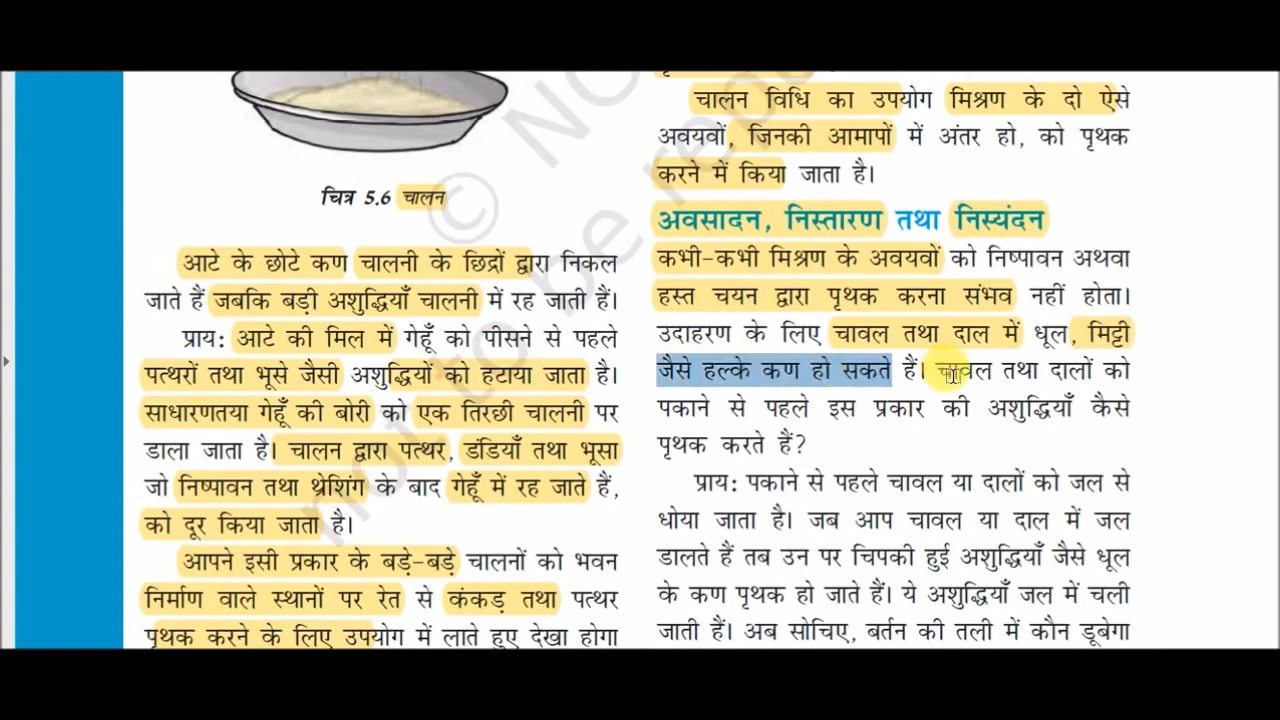 चित्र 5.6 चालन
आटे के छोटे कण चालनी के छिद्रों द्वारा निकल
जाते हैं जबकि बड़ी अशुद्धियाँ चालनी में रह जाती हैं।
प्राय: आटे की मिल में गेहूँ को पीसने से पहले
पत्थरों तथा भूसे जैसी अशुद्धियों को हटाया जाता है।
साधारणतया गेहूँ की बोरी को एक तिरछी चालनी पर
डाला जाता है। चालन द्वारा पत्थर, डंडियाँ तथा भूसा
जो निष्पावन तथा थ्रेशिंग के बाद गेहूँ में रह जाते हैं,
को दूर किया जाता है।
आपने इसी प्रकार के बड़े-बड़े चालनों को भवन
निर्माण वाले स्थानों पर रेत से कंकड़ तथा पत्थर
पृथक करने के लिए उपयोग में लाते हुए देखा होगा
चालन विधि का उपयोग मिश्रण के दो ऐसे
अवयवों, जिनकी आमापों में अंतर हो, को पृथक
करने में किया जाता है।
अवसादन, निस्तारण तथा निस्यंदन
कभी-कभी मिश्रण के अवयवों को निष्पावन अथवा
हस्त चयन द्वारा पृथक करना संभव नहीं होता।
उदाहरण के लिए चावल तथा दाल में धूल, मिट्टी
जैसे हल्के कण हो सकते हैं। चावल तथा दालों को
पकाने से पहले इस प्रकार की अशुद्धियाँ कैसे
पृथक करते हैं?
प्राय: पकाने से पहले चावल या दालों को जल से
धोया जाता है। जब आप चावल या दाल में जल
डालते हैं तब उन पर चिपकी हुई अशुद्धियाँ जैसे धूल
के कण पृथक हो जाते हैं। ये अशुद्धियाँ जल में चली
जाती हैं। अब सोचिए, बर्तन की तली में कौन डूबेगा
© NO
not to be repu